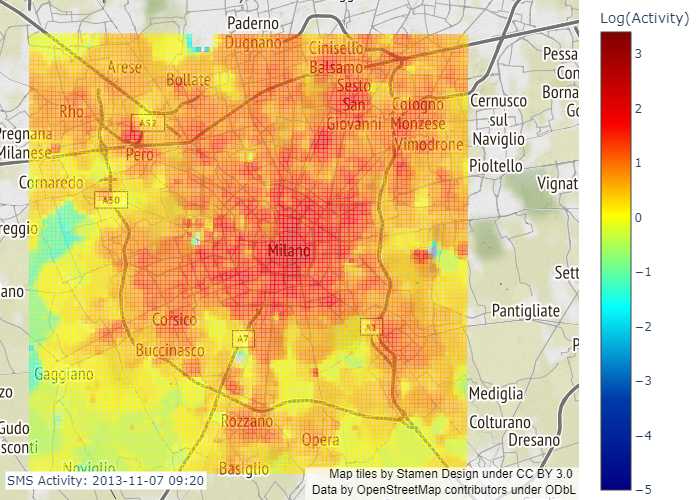 Paderno
Dugnano
Cinisello
Balsamo
Arese
Bollate
Sesto
San
Giovanni
Rho
Cologno
Monzese
Cernusco
sul
Naviglio
A52
Pregnana
Milanese
Pero
Vimodrone
Pioltello
Cornaredo
A50
Vignat
reggio
Milano
Sett
ano
Pantigliate
Corsico
A7
A1
P
Buccinasco
Gaggiano
zo
Mediglia
Rozzano
Colturano
Gudo
sconti
Opera
Dresano
Noviglio
Basiglio
Pessa
Con
Borna
Go
SMS Activity: 2013-11-07 09:20
Map tiles by Stamen Design under CC BY 3.0
Data by OpenStreetMap contributors under ODbL
Log(Activity)
3
2
1
0
−1
−2
−3
−4
−5